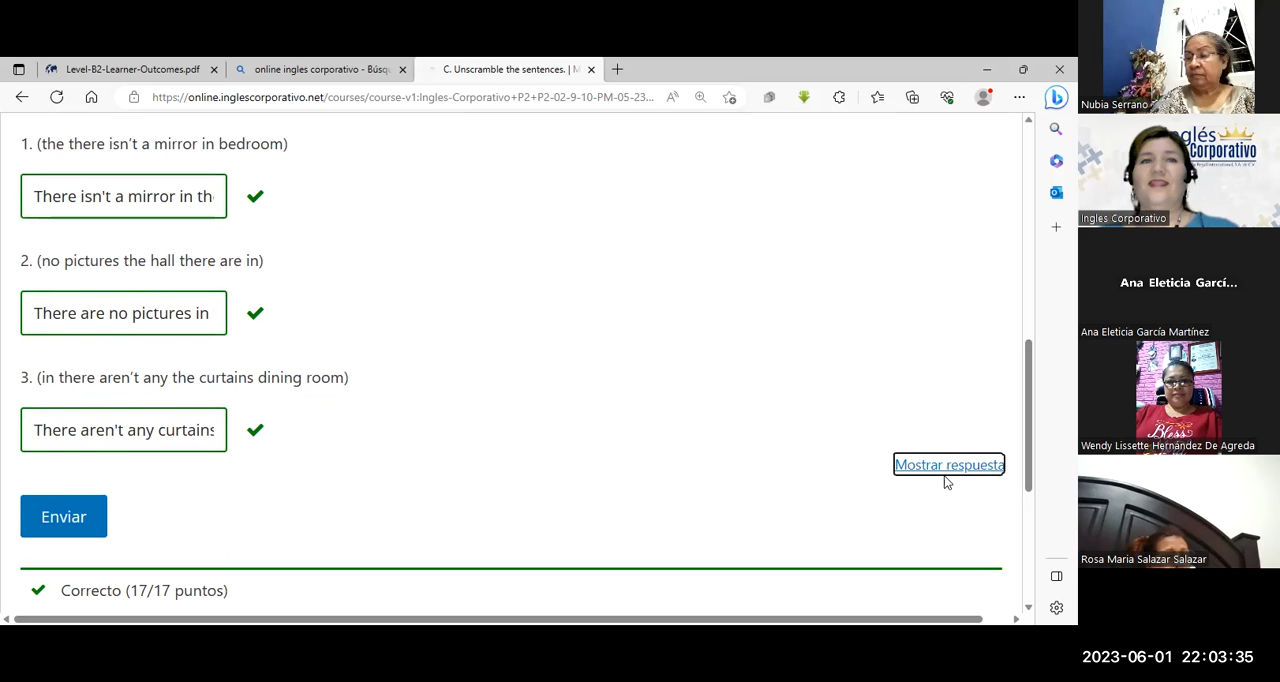 Level-B2-Learner-Outcomes.pdf
online ingles corporativo - Búsq
C. Unscramble the sentences. | M
https://online.inglescorporativo.net/courses/course-v1:Ingles-Corporativo+P2+P2-02-9-10-PM-05-23...
1. (the there isn’t a mirror in bedroom)
There isn't a mirror in th
2. (no pictures the hall there are in)
There are no pictures in
3. (in there aren’t any the curtains dining room)
There aren't any curtains
Mostrar respuesta
Enviar
Correcto (17/17 puntos)
Nubia Serrano
Inglés
Corporativo
Ingles Corporativo
Ana Eleticia Garcí...
Ana Eleticia García Martínez
Bless
Wendy Lissette Hernández De Agreda
Rosa Maria Salazar Salazar
2023-06-01 22:03:35